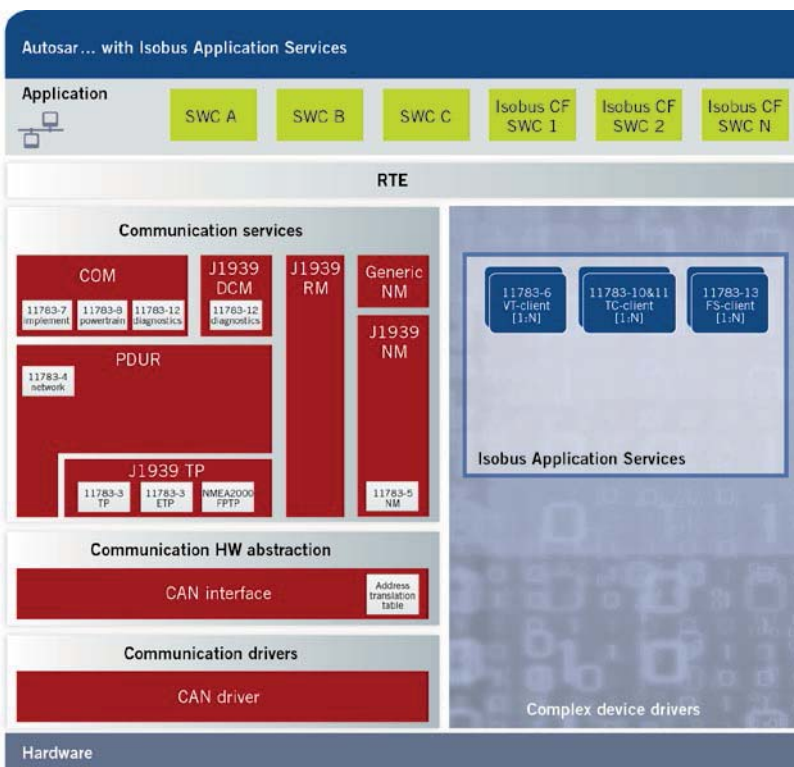 Autosar... with Isobus Application Services
Application
SWC A
SWC B
SWC C
Isobus CF
SWC 1
Isobus CF
SWC 2
Isobus CF
SWC N
RTE
Communication services
COM
11783-7
implement
11783-8
powertrain
11783-12
diagnostics
J1939
DCM
11783-12
diagnostics
J1939
RM
Generic
NM
J1939
NM
11783-5
NM
PDUR
11783-4
network
J1939 TP
11783-3
TP
11783-3
ETP
NMEA2000
FPTP
Communication HW abstraction
CAN interface
Address
translation
table
Communication drivers
CAN driver
11783-6
VT-client
[1:N]
11783-10&11
TC-client
[1:N]
11783-13
FS-client
[1:N]
Isobus Application Services
Complex device drivers
Hardware